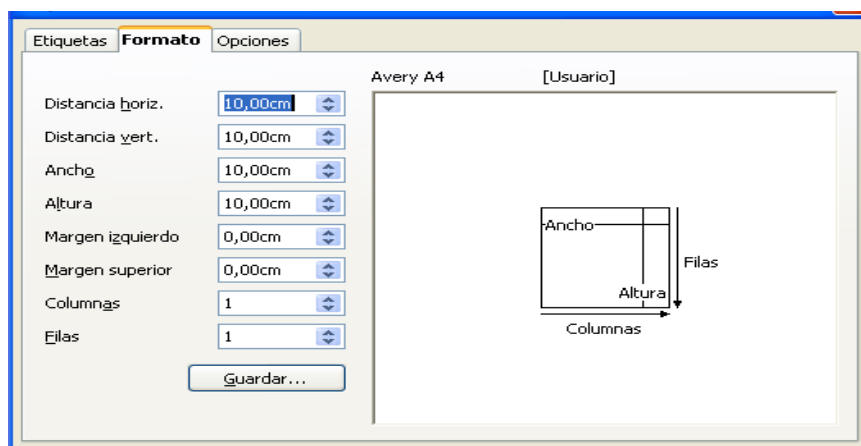 Etiquetas Formato Opciones
Avery A4 [Usuario]
Distancia horiz. 10,00cm
Distancia vert. 10,00cm
Ancho 10,00cm
Altura 10,00cm
Margen izquierdo 0,00cm
Margen superior 0,00cm
Columnas 1
Filas 1
Guardar...
Ancho
Filas
Altura
Columnas